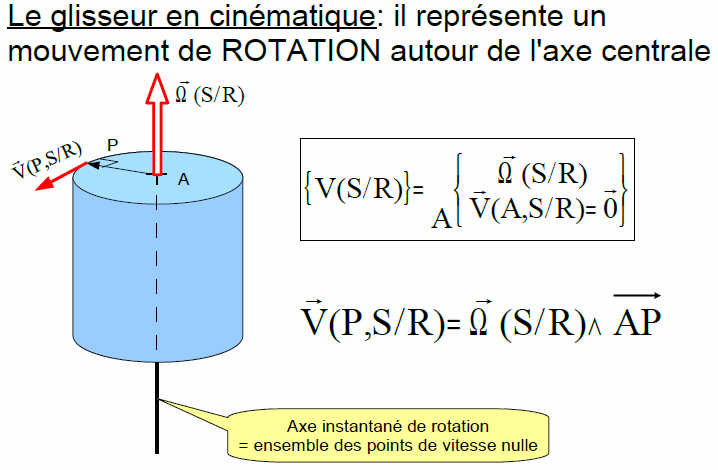 Le glisseur en cinématique: il représente un
mouvement de ROTATION autour de l'axe centrale
Ω⃗ (S/R)
V⃗(P,S/R)
P
A
{V(S/R)}= A { Ω⃗ (S/R)
V⃗(A,S/R)= 0⃗ }
V⃗(P,S/R)= Ω⃗ (S/R)∧ AP⃗
Axe instantané de rotation
= ensemble des points de vitesse nulle